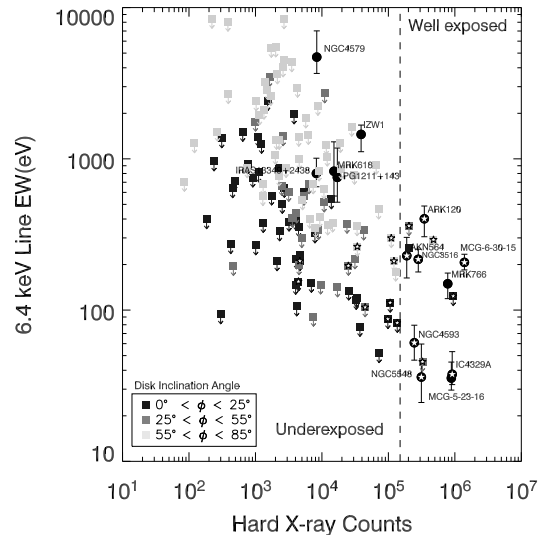 10000
Well exposed
NGC4579
IZW1
6.4 keV Line EW(eV)
1000
MRK618
PG1211+143
ARK120
MCG-6-30-15
NGC3516
MRK766
100
NGC4593
IC4329A
NGC5548
MCG-5-23-16
Disk Inclination Angle
0° < ϕ < 25°
25° < ϕ < 55°
55° < ϕ < 85°
Underexposed
10
10¹ 10² 10³ 10⁴ 10⁵ 10⁶ 10⁷
Hard X-ray Counts